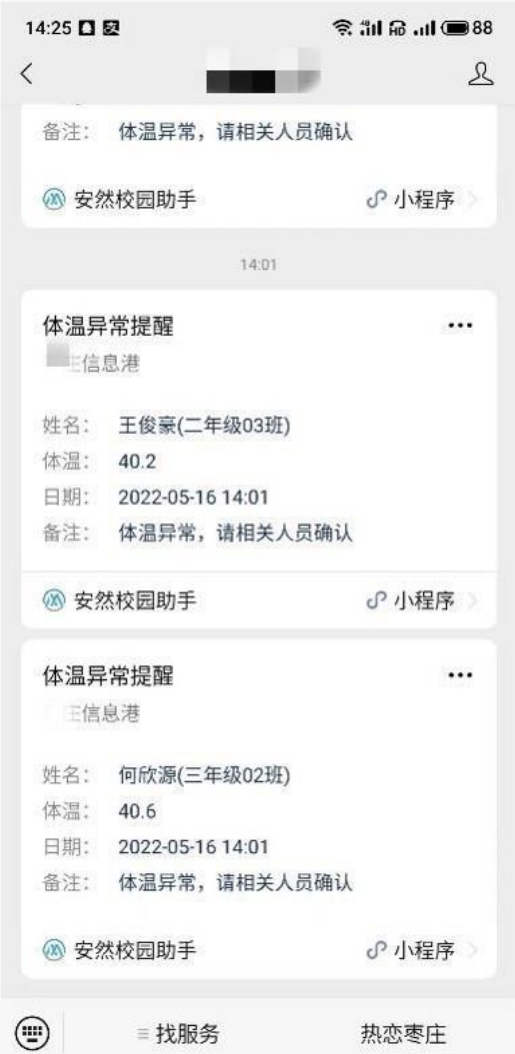 14:25 88
备注： 体温异常，请相关人员确认
安然校园助手 小程序
14:01
体温异常提醒
信息港
姓名： 王俊豪(二年级03班)
体温： 40.2
日期： 2022-05-16 14:01
备注： 体温异常，请相关人员确认
安然校园助手 小程序
体温异常提醒
信息港
姓名： 何欣源(三年级02班)
体温： 40.6
日期： 2022-05-16 14:01
备注： 体温异常，请相关人员确认
安然校园助手 小程序
找服务 热恋枣庄